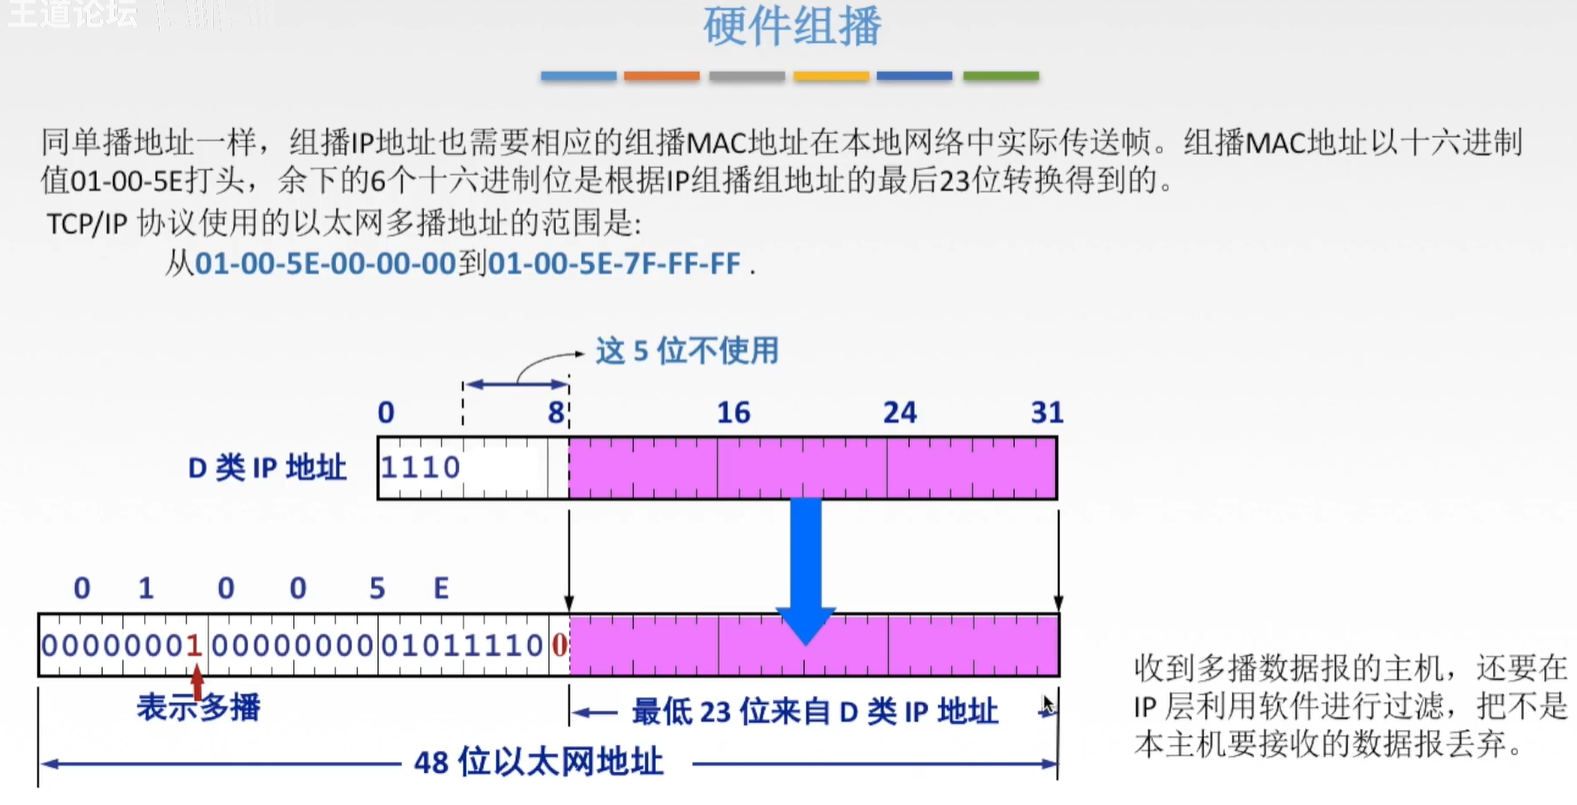 王道论坛
硬件组播
同单播地址一样，组播IP地址也需要相应的组播MAC地址在本地网络中实际传送帧。组播MAC地址以十六进制
值01-00-5E打头，余下的6个十六进制位是根据IP组播组地址的最后23位转换得到的。
TCP/IP 协议使用的以太网多播地址的范围是:
从01-00-5E-00-00-00到01-00-5E-7F-FF-FF .
这 5 位不使用
0 8 16 24 31
D 类 IP 地址 1110
0 1 0 0 5 E
00000001 00000000 01011110 0
表示多播
最低 23 位来自 D 类 IP 地址
48 位以太网地址
收到多播数据报的主机，还要在
IP 层利用软件进行过滤，把不是
本主机要接收的数据报丢弃。